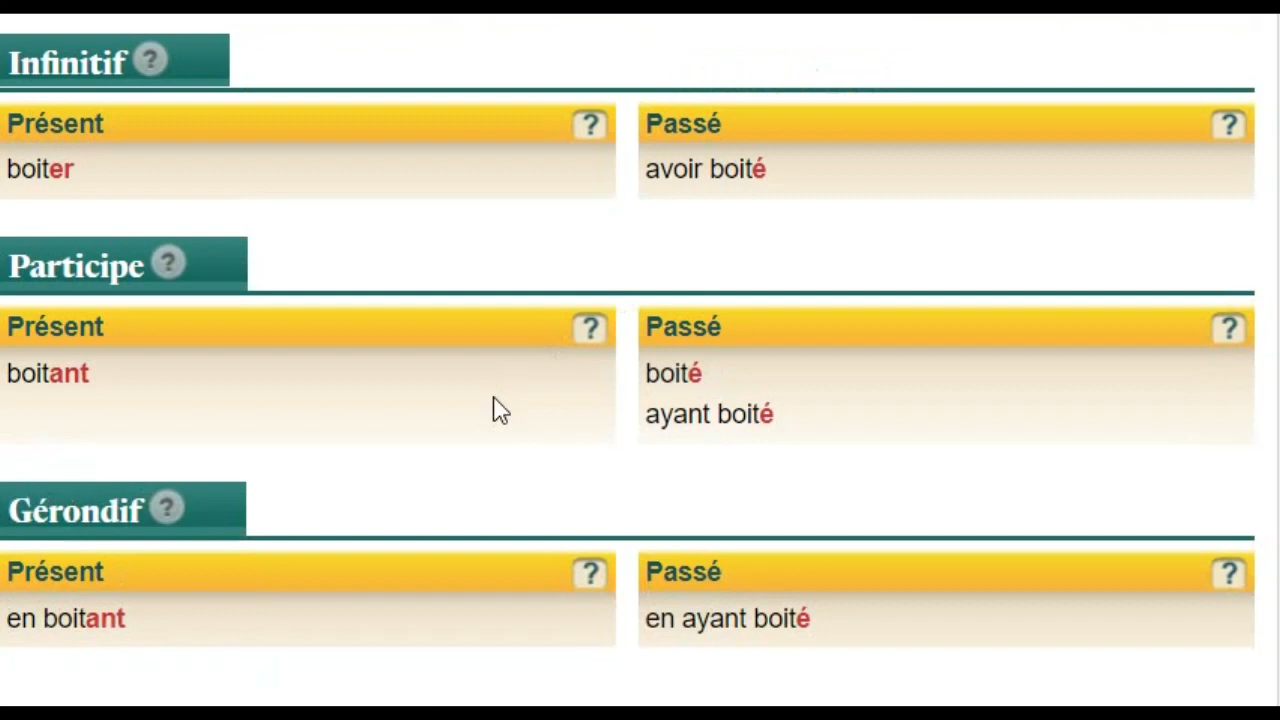 Infinitif ?
Présent ? Passé ?
boiter avoir boité
Participe ?
Présent ? Passé ?
boitant boité
ayant boité
Gérondif ?
Présent ? Passé ?
en boitant en ayant boité